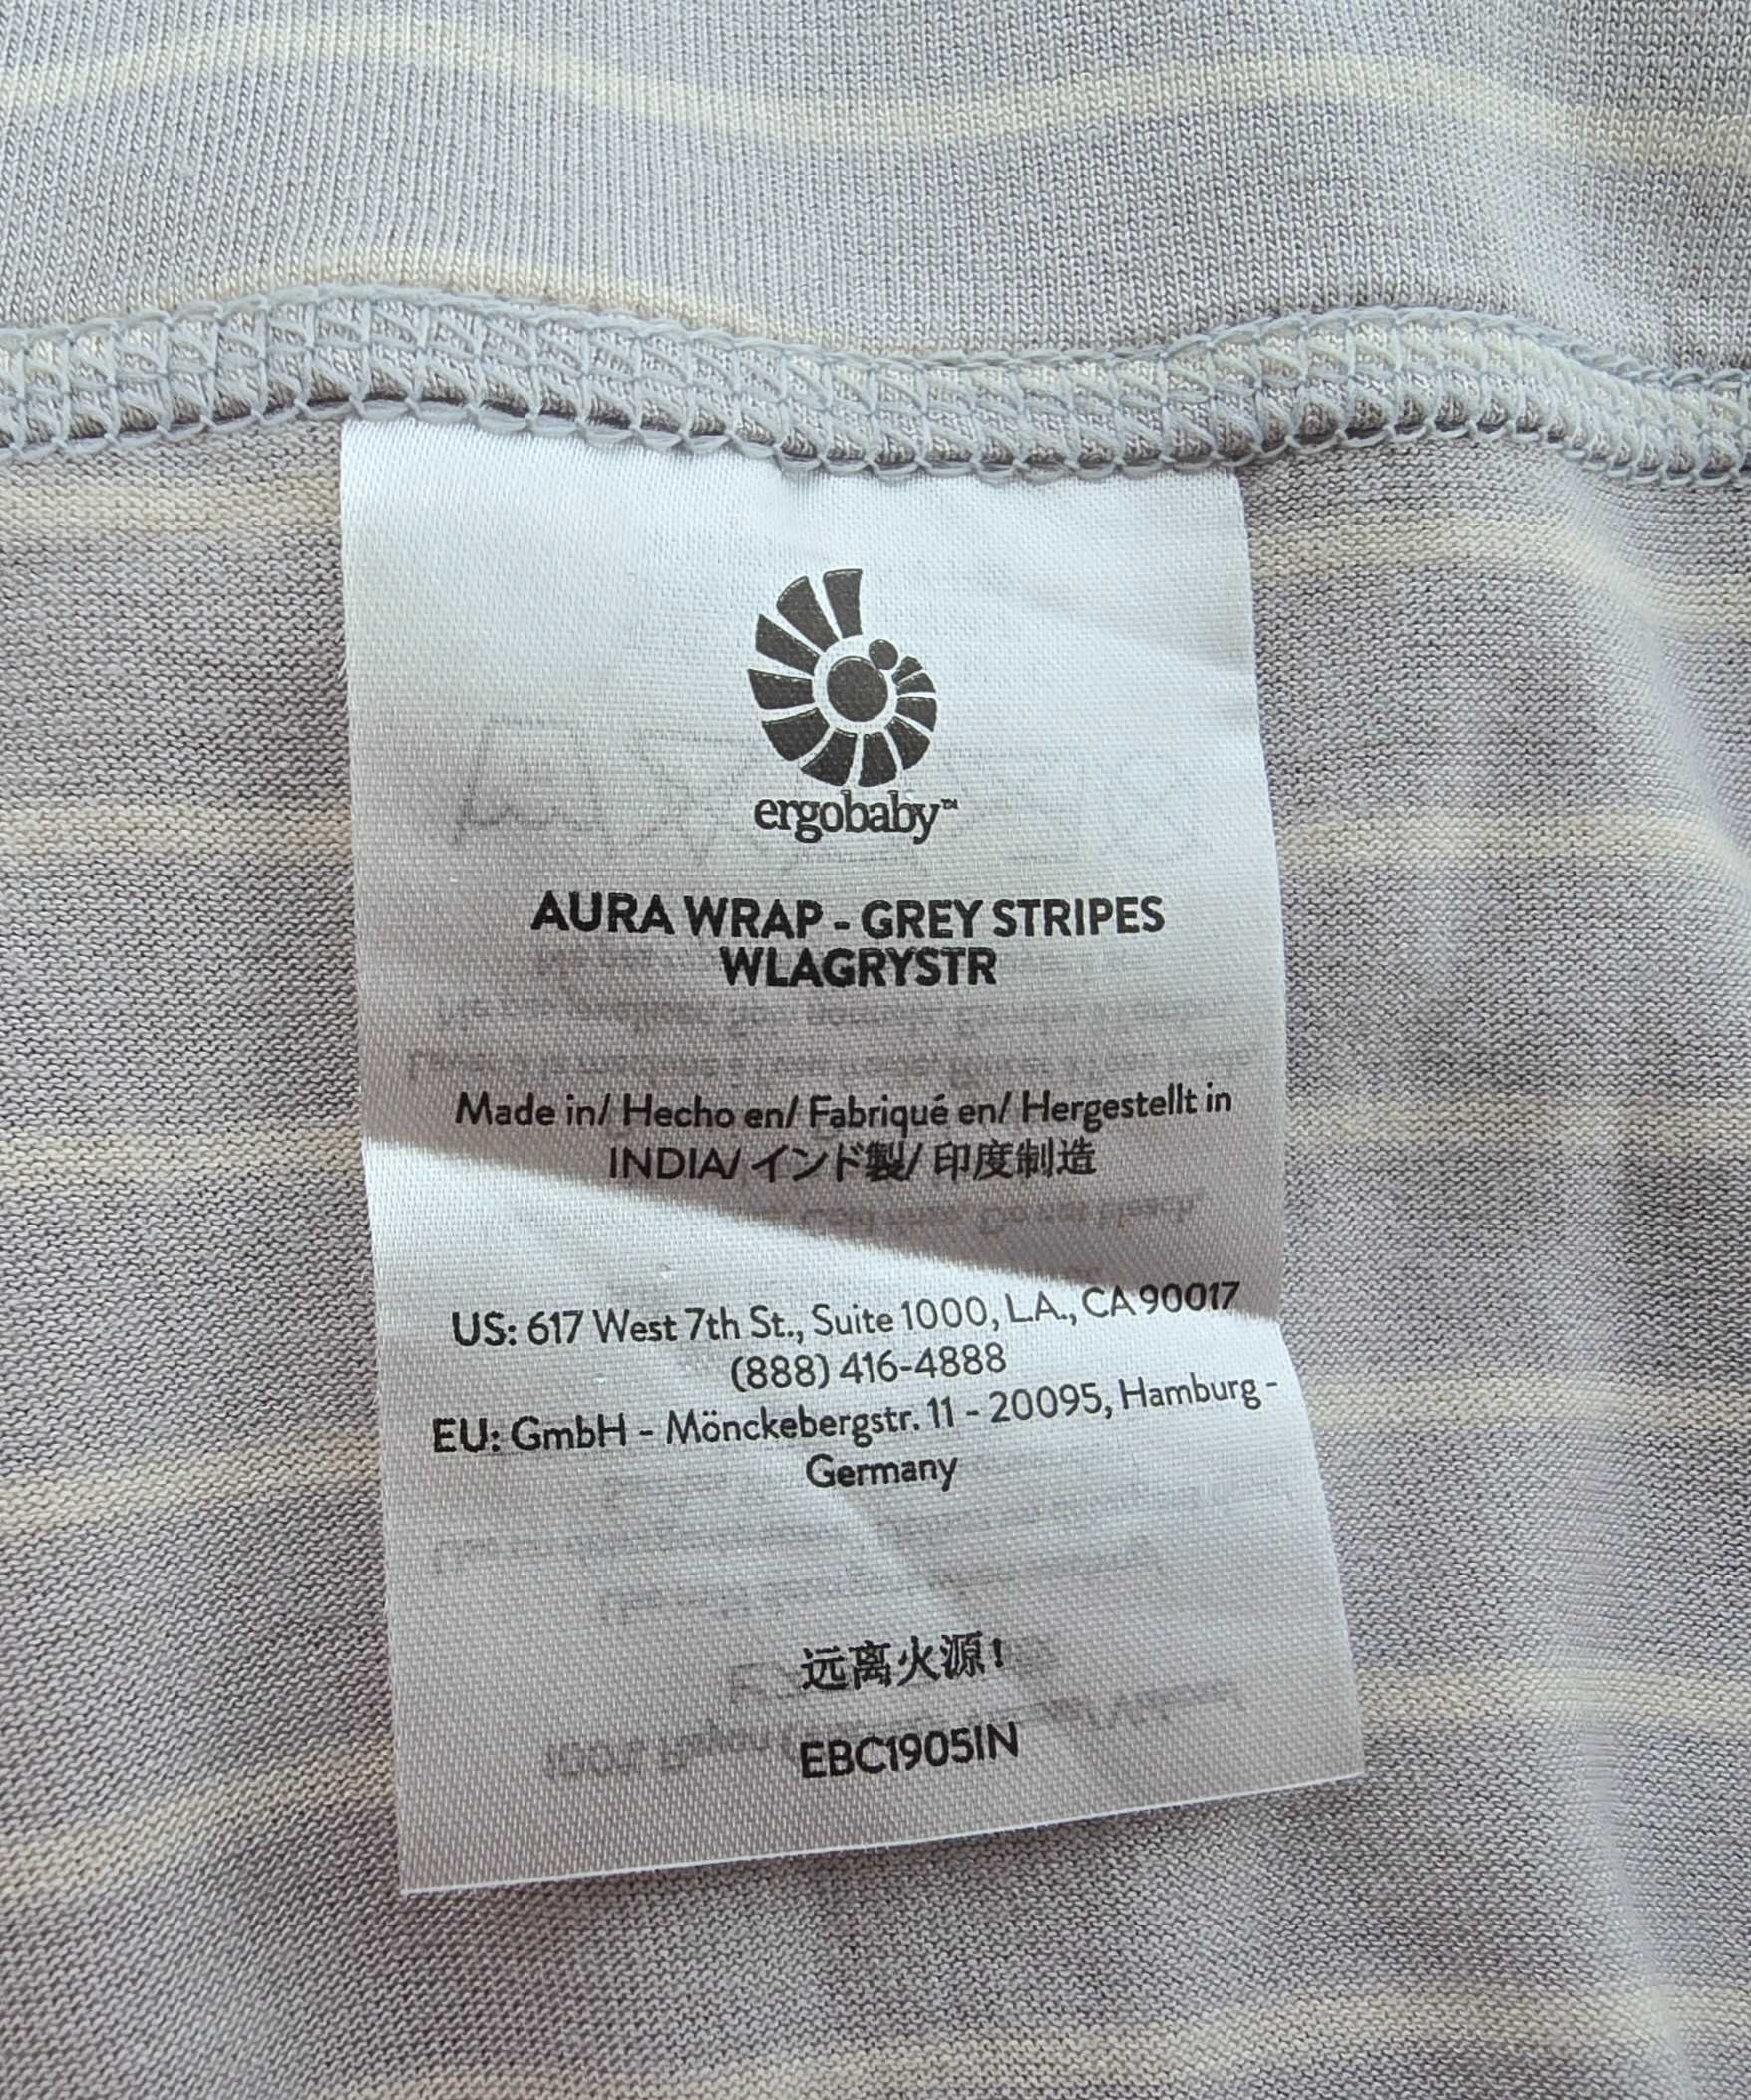 ergobaby™
AURA WRAP - GREY STRIPES
WLAGRYSTR
Made in/ Hecho en/ Fabriqué en/ Hergestellt in
INDIA/ インド製/ 印度制造
US: 617 West 7th St., Suite 1000, L.A., CA 90017
(888) 416-4888
EU: GmbH - Mönckebergstr. 11 - 20095, Hamburg -
Germany
远离火源!
EBC1905IN